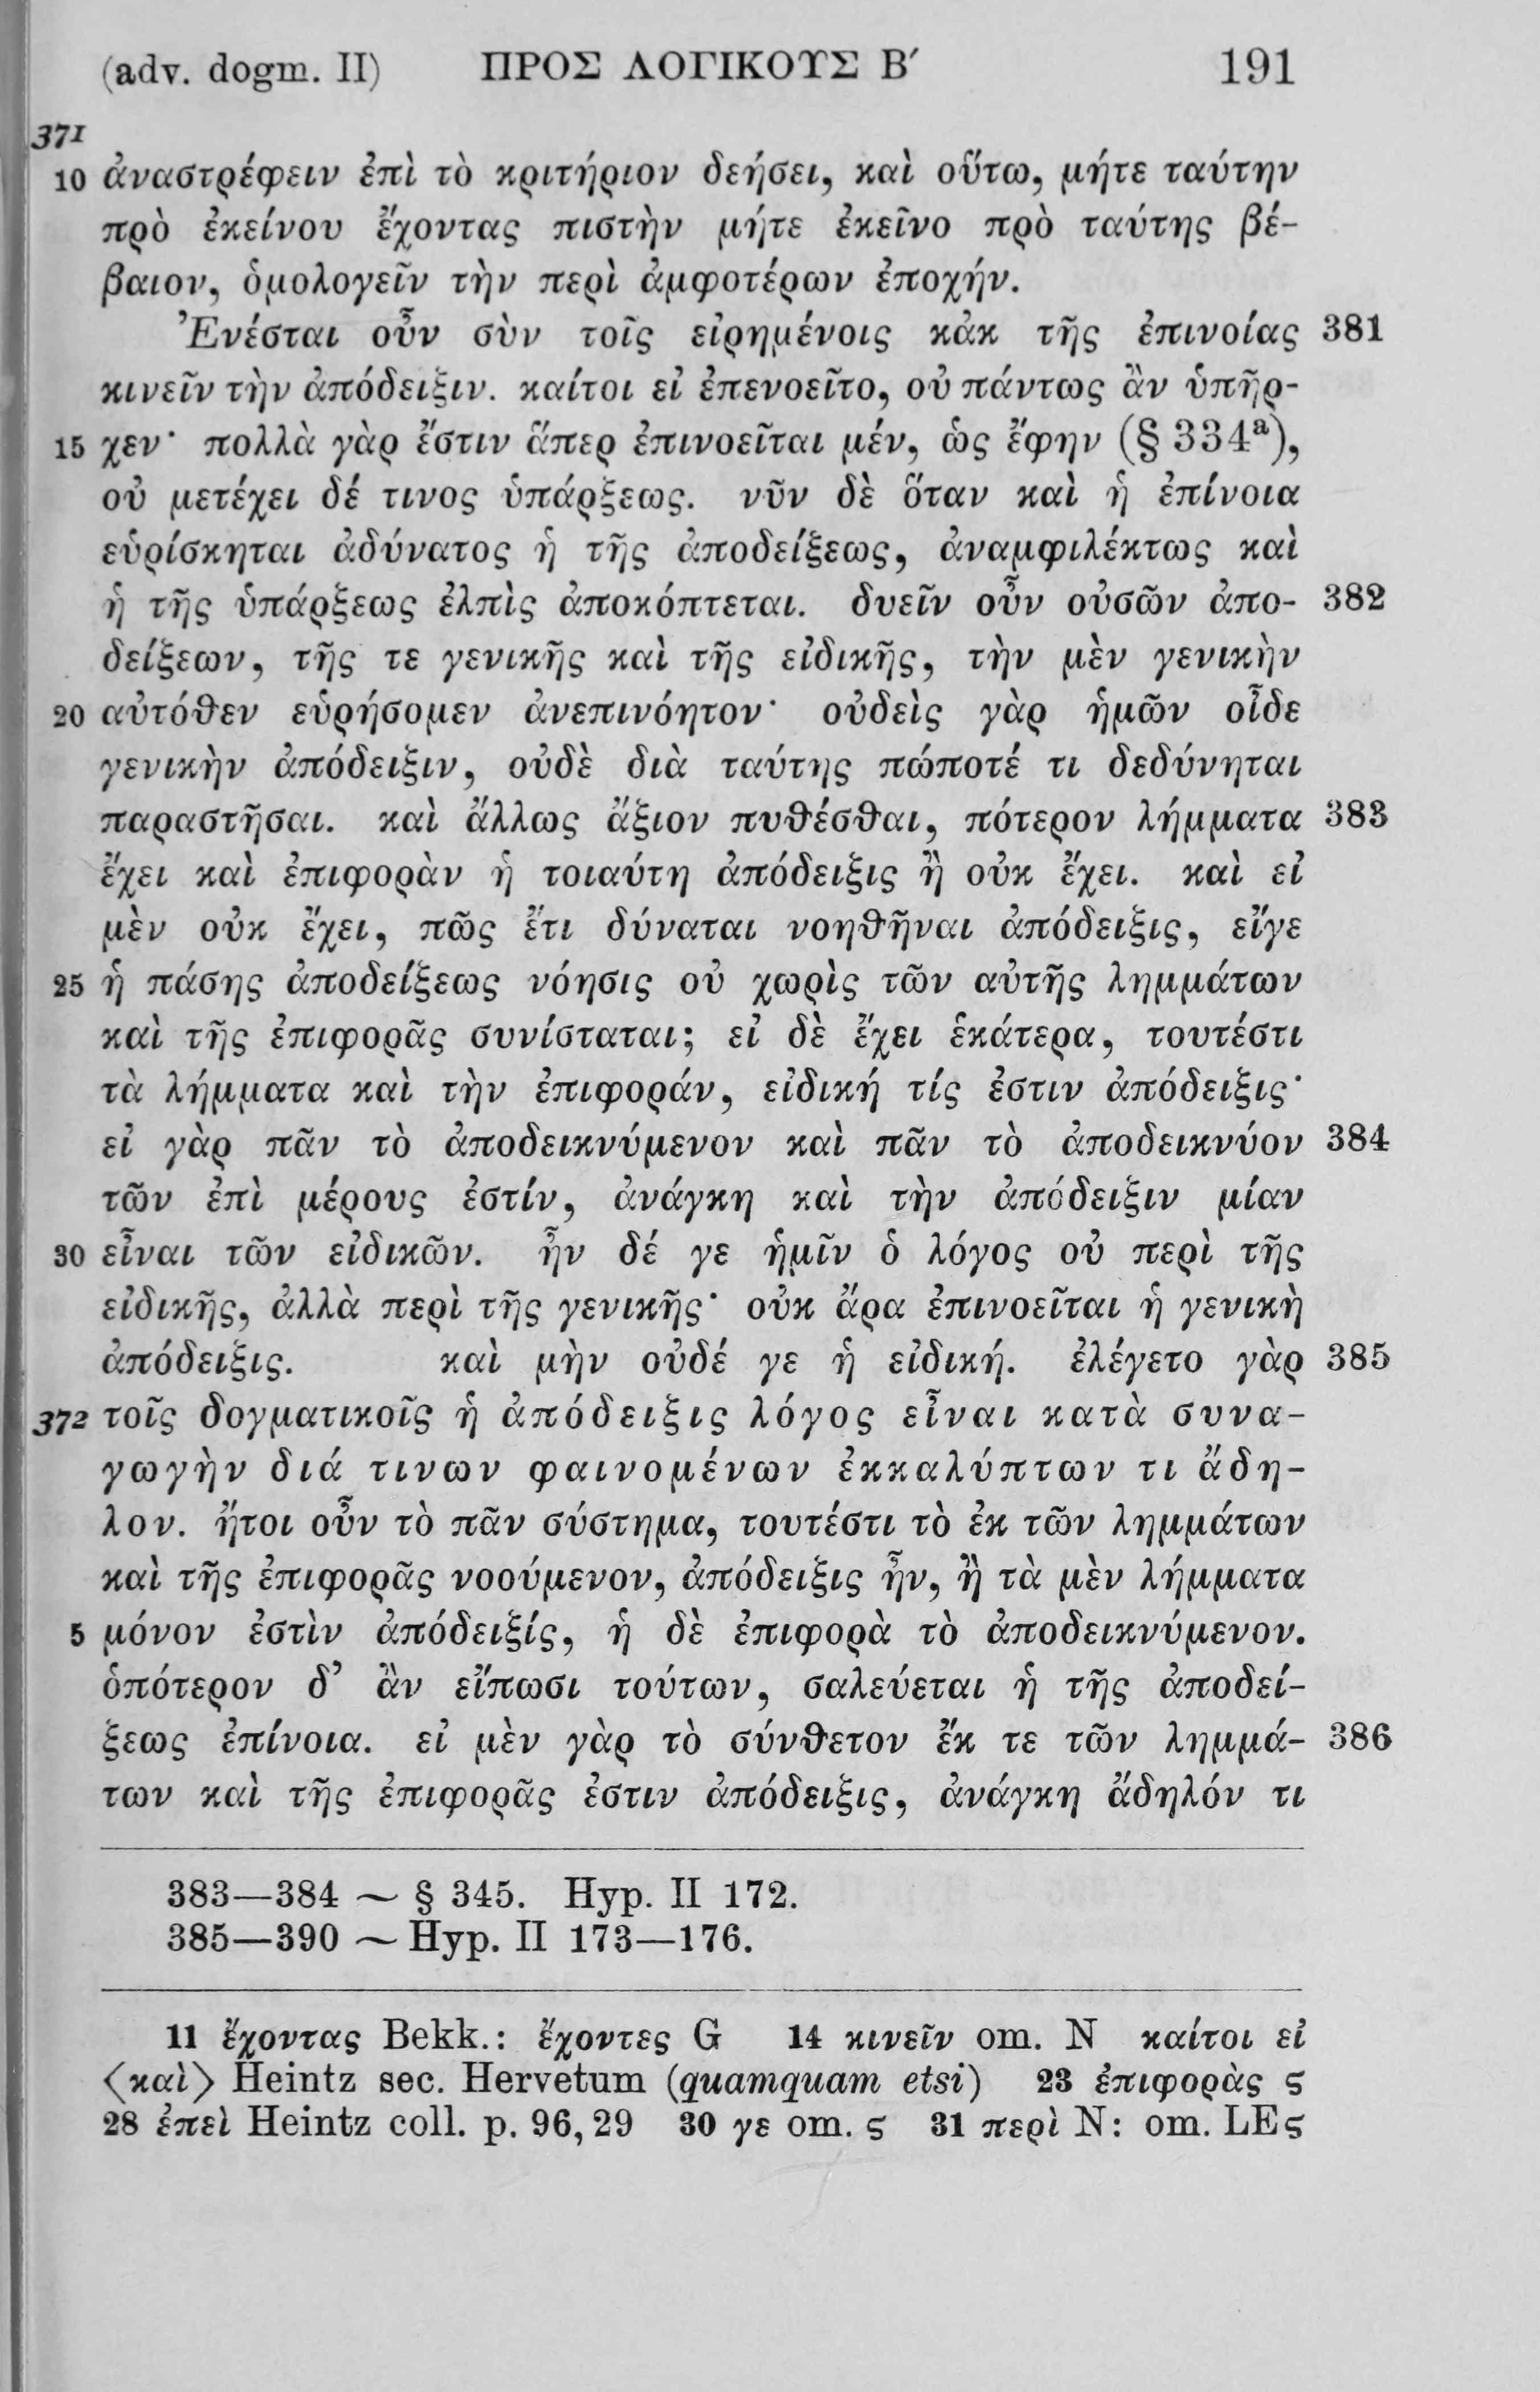 (adv. dogm. II) ΠΡΟΣ ΛΟΓΙΚΟΥΣ Β′ 191
371
10 ἀναστρέφειν ἐπὶ τὸ κριτήριον δεήσει, καὶ οὕτω, μήτε ταύτην
πρὸ ἐκείνου ἔχοντας πιστὴν μήτε ἐκεῖνο πρὸ ταύτης βέ-
βαιον, ὁμολογεῖν τὴν περὶ ἀμφοτέρων ἐποχήν.
Ἐνέσται οὖν σὺν τοῖς εἰρημένοις κἀκ τῆς ἐπινοίας 381
κινεῖν τὴν ἀπόδειξιν. καίτοι εἰ ἐπενοεῖτο, οὐ πάντως ἂν ὑπῆρ-
15 χεν· πολλὰ γὰρ ἔστιν ἅπερ ἐπινοεῖται μέν, ὡς ἔφην (§ 334ᵃ),
οὐ μετέχει δέ τινος ὑπάρξεως. νῦν δὲ ὅταν καὶ ἡ ἐπίνοια
εὑρίσκηται ἀδύνατος ἡ τῆς ἀποδείξεως, ἀναμφιλέκτως καὶ
ἡ τῆς ὑπάρξεως ἐλπὶς ἀποκόπτεται. δυεῖν οὖν οὐσῶν ἀπο- 382
δείξεων, τῆς τε γενικῆς καὶ τῆς εἰδικῆς, τὴν μὲν γενικὴν
20 αὐτόθεν εὑρήσομεν ἀνεπινόητον· οὐδεὶς γὰρ ἡμῶν οἶδε
γενικὴν ἀπόδειξιν, οὐδὲ διὰ ταύτης πώποτέ τι δεδύνηται
παραστῆσαι. καὶ ἄλλως ἄξιον πυθέσθαι, πότερον λήμματα 383
ἔχει καὶ ἐπιφορὰν ἡ τοιαύτη ἀπόδειξις ἢ οὐκ ἔχει. καὶ εἰ
μὲν οὐκ ἔχει, πῶς ἔτι δύναται νοηθῆναι ἀπόδειξις, εἴγε
25 ἡ πάσης ἀποδείξεως νόησις οὐ χωρὶς τῶν αὐτῆς λημμάτων
καὶ τῆς ἐπιφορᾶς συνίσταται; εἰ δὲ ἔχει ἑκάτερα, τουτέστι
τὰ λήμματα καὶ τὴν ἐπιφοράν, εἰδική τίς ἐστιν ἀπόδειξις·
εἰ γὰρ πᾶν τὸ ἀποδεικνύμενον καὶ πᾶν τὸ ἀποδεικνύον 384
τῶν ἐπὶ μέρους ἐστίν, ἀνάγκη καὶ τὴν ἀπόδειξιν μίαν
30 εἶναι τῶν εἰδικῶν. ἦν δέ γε ἡμῖν ὁ λόγος οὐ περὶ τῆς
εἰδικῆς, ἀλλὰ περὶ τῆς γενικῆς· οὐκ ἄρα ἐπινοεῖται ἡ γενικὴ
ἀπόδειξις. καὶ μὴν οὐδέ γε ἡ εἰδική. ἐλέγετο γὰρ 385
372 τοῖς δογματικοῖς ἡ ἀπόδειξις λόγος εἶναι κατὰ συνα-
γωγὴν διά τινων φαινομένων ἐκκαλύπτων τι ἄδη-
λον. ἤτοι οὖν τὸ πᾶν σύστημα, τουτέστι τὸ ἐκ τῶν λημμάτων
καὶ τῆς ἐπιφορᾶς νοούμενον, ἀπόδειξις ἦν, ἢ τὰ μὲν λήμματα
5 μόνον ἐστὶν ἀπόδειξίς, ἡ δὲ ἐπιφορὰ τὸ ἀποδεικνύμενον.
ὁπότερον δ’ ἂν εἴπωσι τούτων, σαλεύεται ἡ τῆς ἀποδεί-
ξεως ἐπίνοια. εἰ μὲν γὰρ τὸ σύνθετον ἔκ τε τῶν λημμά- 386
των καὶ τῆς ἐπιφορᾶς ἐστιν ἀπόδειξις, ἀνάγκη ἄδηλόν τι
383—384 ∼ § 345. Hyp. II 172.
385—390 ∼ Hyp. II 173—176.
11 ἔχοντας Bekk.: ἔχοντες G 14 κινεῖν om. N καίτοι εἰ
⟨καὶ⟩ Heintz sec. Hervetum (quamquam etsi) 23 ἐπιφορὰς ς
28 ἐπεὶ Heintz coll. p. 96, 29 30 γε om. ς 31 περὶ N: om. LEς